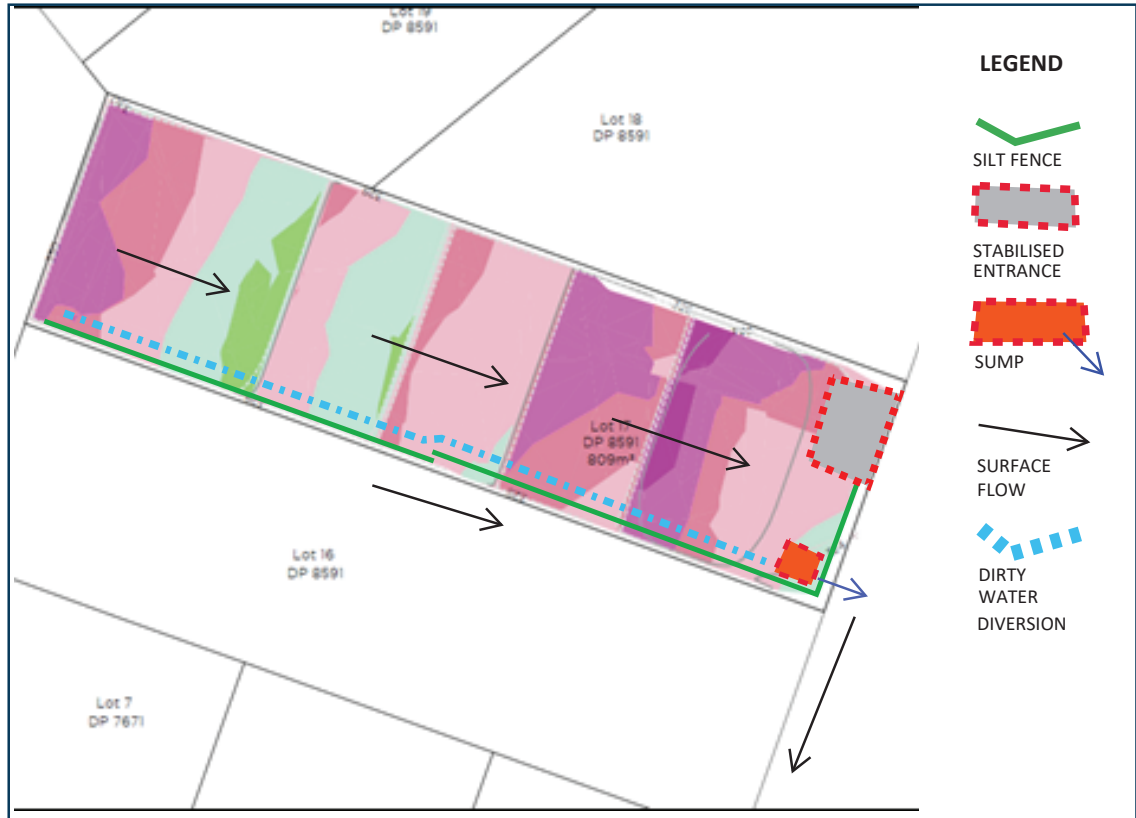 Lot 19
DP 8591
Lot 18
DP 8591
Lot 17
DP 8591
809m²
Lot 16
DP 8591
Lot 7
DP 7671
LEGEND
SILT FENCE
STABILISED
ENTRANCE
SUMP
SURFACE
FLOW
DIRTY
WATER
DIVERSION